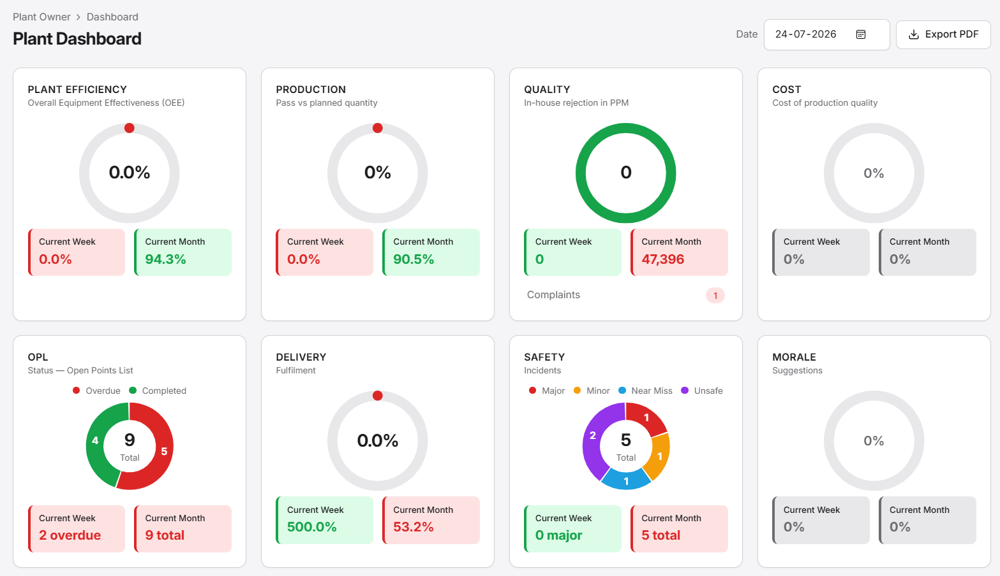 Plant Owner > Dashboard
Plant Dashboard
Date 24-07-2026 Export PDF
PLANT EFFICIENCY
Overall Equipment Effectiveness (OEE)
0.0%
Current Week
0.0%
Current Month
94.3%
PRODUCTION
Pass vs planned quantity
0%
Current Week
0.0%
Current Month
90.5%
QUALITY
In-house rejection in PPM
0
Current Week
0
Current Month
47,396
Complaints 1
COST
Cost of production quality
0%
Current Week
0%
Current Month
0%
OPL
Status — Open Points List
Overdue Completed
4
9
Total
5
Current Week
2 overdue
Current Month
9 total
DELIVERY
Fulfilment
0.0%
Current Week
500.0%
Current Month
53.2%
SAFETY
Incidents
Major Minor Near Miss Unsafe
1
2
5
Total
1
1
Current Week
0 major
Current Month
5 total
MORALE
Suggestions
0%
Current Week
0%
Current Month
0%